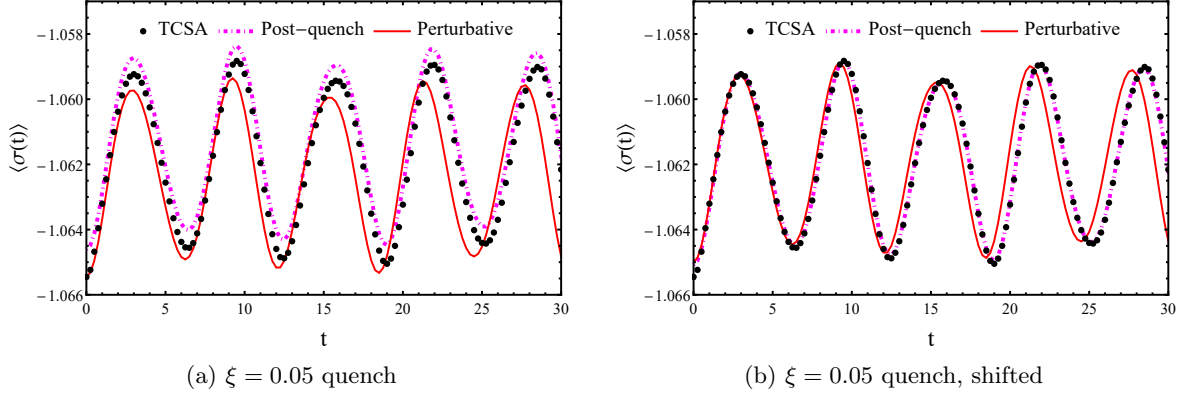 TCSA Post-quench Perturbative
−1.058
−1.060
−1.062
−1.064
−1.066
⟨σ(t)⟩
0 5 10 15 20 25 30
t
(a) ξ = 0.05 quench
TCSA Post-quench Perturbative
−1.058
−1.060
−1.062
−1.064
−1.066
⟨σ(t)⟩
0 5 10 15 20 25 30
t
(b) ξ = 0.05 quench, shifted